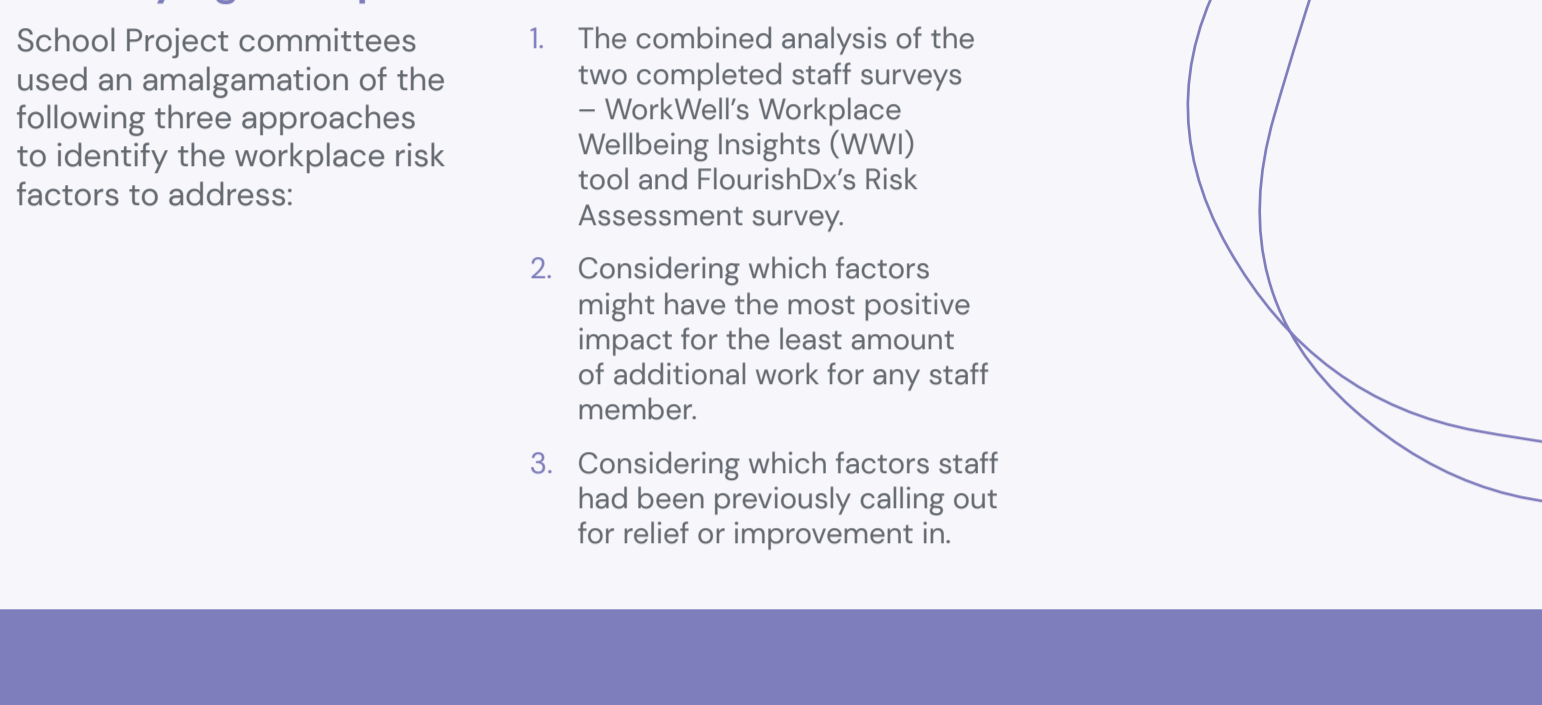 School Project committees
used an amalgamation of the
following three approaches
to identify the workplace risk
factors to address:
1. The combined analysis of the
two completed staff surveys
– WorkWell’s Workplace
Wellbeing Insights (WWI)
tool and FlourishDx’s Risk
Assessment survey.
2. Considering which factors
might have the most positive
impact for the least amount
of additional work for any staff
member.
3. Considering which factors staff
had been previously calling out
for relief or improvement in.